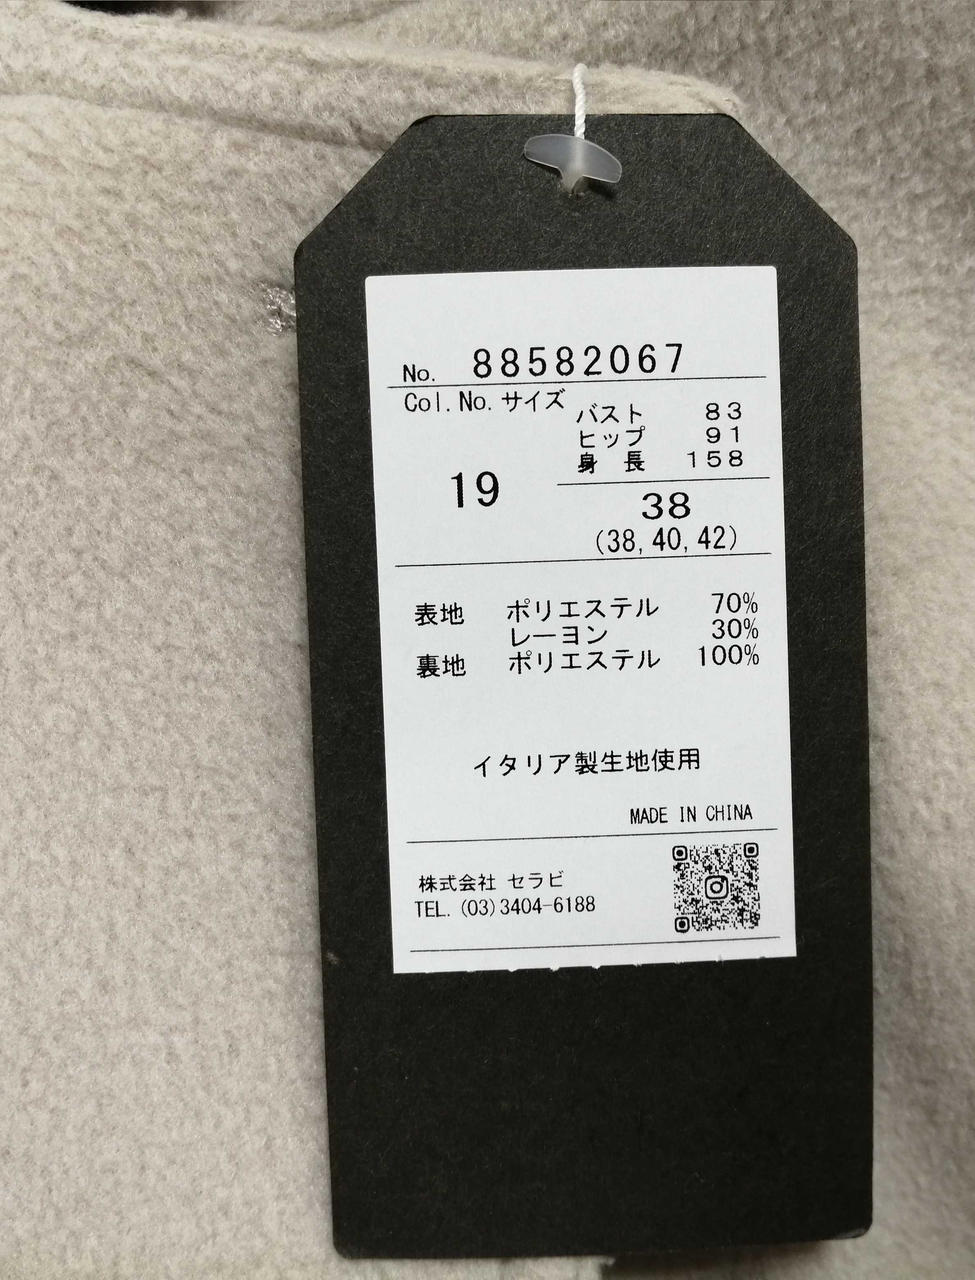 No. 88582067
Col.No. サイズ
バスト 83
ヒップ 91
身長 158
19
38
(38,40,42)
表地 ポリエステル 70%
レーヨン 30%
裏地 ポリエステル 100%
イタリア製生地使用
MADE IN CHINA
株式会社 セラビ
TEL.(03)3404-6188